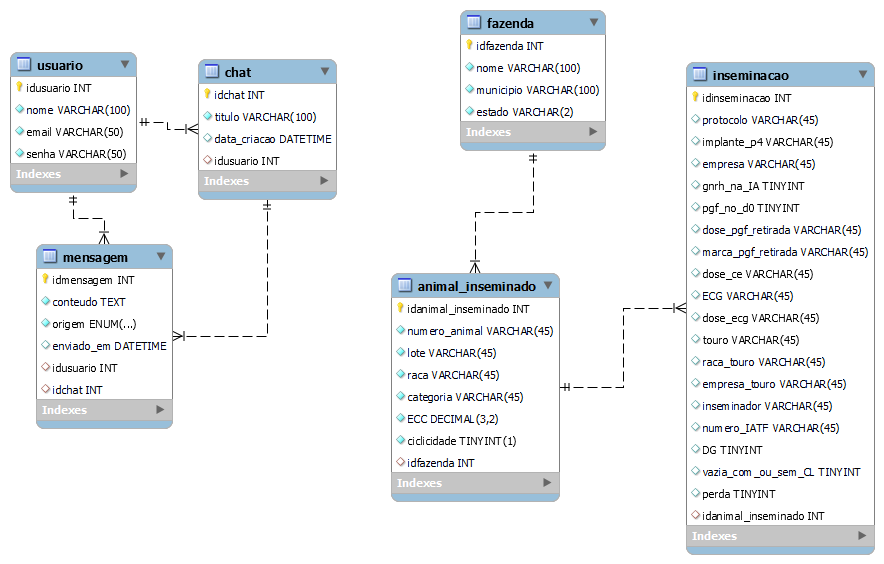 usuario
idusuario INT
nome VARCHAR(100)
email VARCHAR(50)
senha VARCHAR(50)
Indexes
chat
idchat INT
titulo VARCHAR(100)
data_criacao DATETIME
idusuario INT
Indexes
mensagem
idmensagem INT
conteudo TEXT
origem ENUM(...)
enviado_em DATETIME
idusuario INT
idchat INT
Indexes
fazenda
idfazenda INT
nome VARCHAR(100)
municipio VARCHAR(100)
estado VARCHAR(2)
Indexes
animal_inseminado
idanimal_inseminado INT
numero_animal VARCHAR(45)
lote VARCHAR(45)
raca VARCHAR(45)
categoria VARCHAR(45)
ECC DECIMAL(3,2)
ciclicidade TINYINT(1)
idfazenda INT
Indexes
inseminacao
idinseminacao INT
protocolo VARCHAR(45)
implante_p4 VARCHAR(45)
empresa VARCHAR(45)
gnrh_na_IA TINYINT
pgf_no_d0 TINYINT
dose_pgf_retirada VARCHAR(45)
marca_pgf_retirada VARCHAR(45)
dose_ce VARCHAR(45)
ECG VARCHAR(45)
dose_ecg VARCHAR(45)
touro VARCHAR(45)
raca_touro VARCHAR(45)
empresa_touro VARCHAR(45)
inseminador VARCHAR(45)
numero_IATF VARCHAR(45)
DG TINYINT
vazia_com_ou_sem_CL TINYINT
perda TINYINT
idanimal_inseminado INT
Indexes